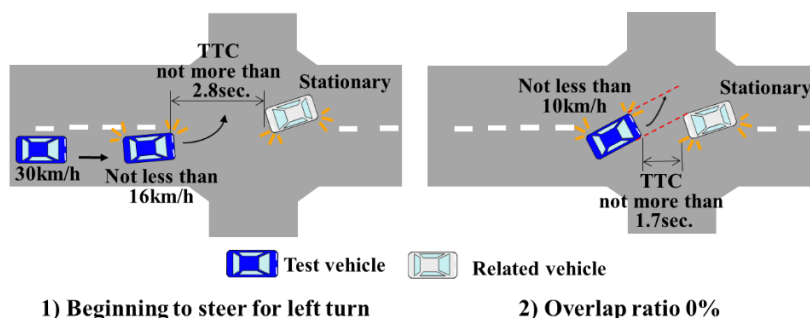 TTC
not more than
2.8sec.
Stationary
30km/h
Not less than
16km/h
Not less than
10km/h
Stationary
TTC
not more than
1.7sec.
Test vehicle
Related vehicle
1) Beginning to steer for left turn
2) Overlap ratio 0%